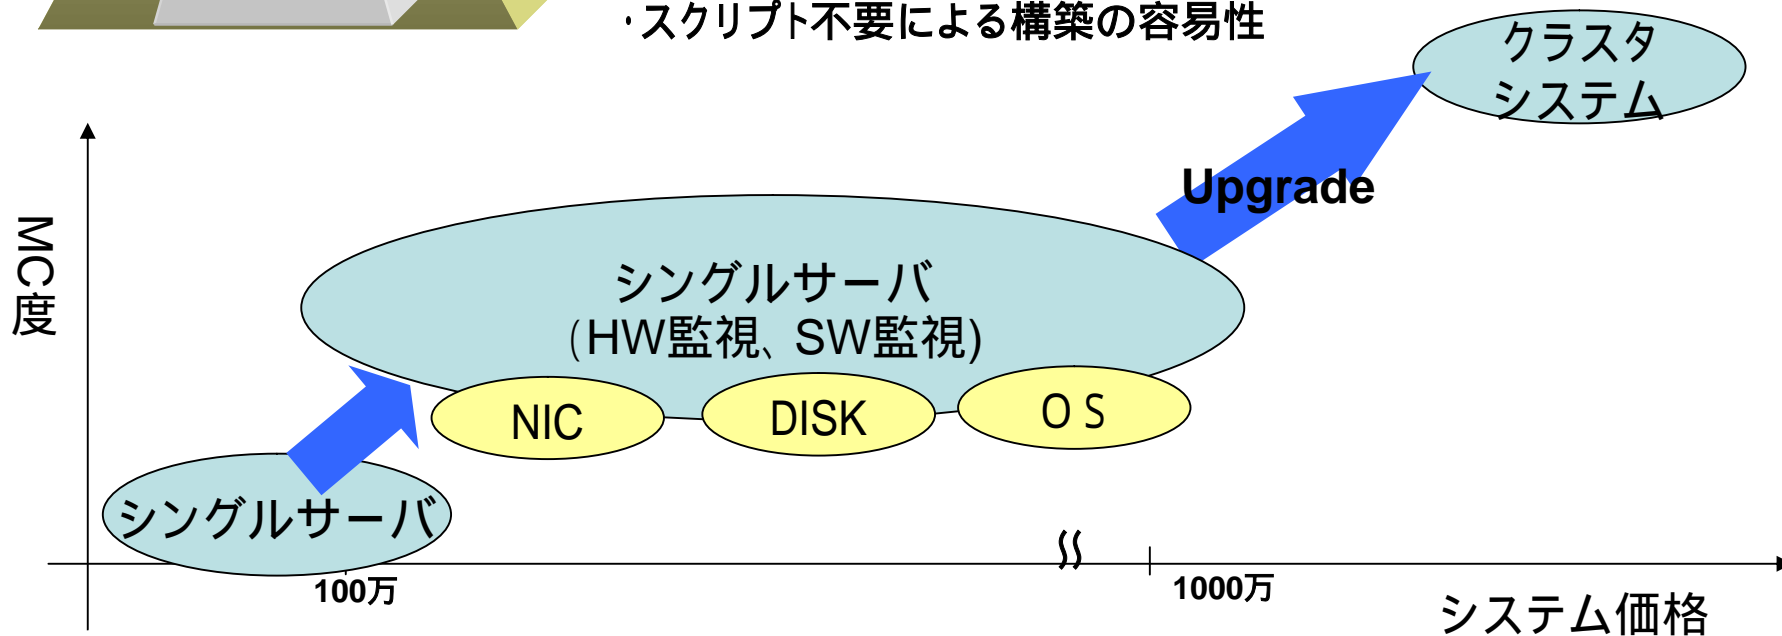 ・スクリプト不要による構築の容易性
クラスタ
システム
Upgrade
MC度
シングルサーバ
(HW監視、SW監視)
NIC
DISK
ＯＳ
シングルサーバ
100万
1000万
システム価格